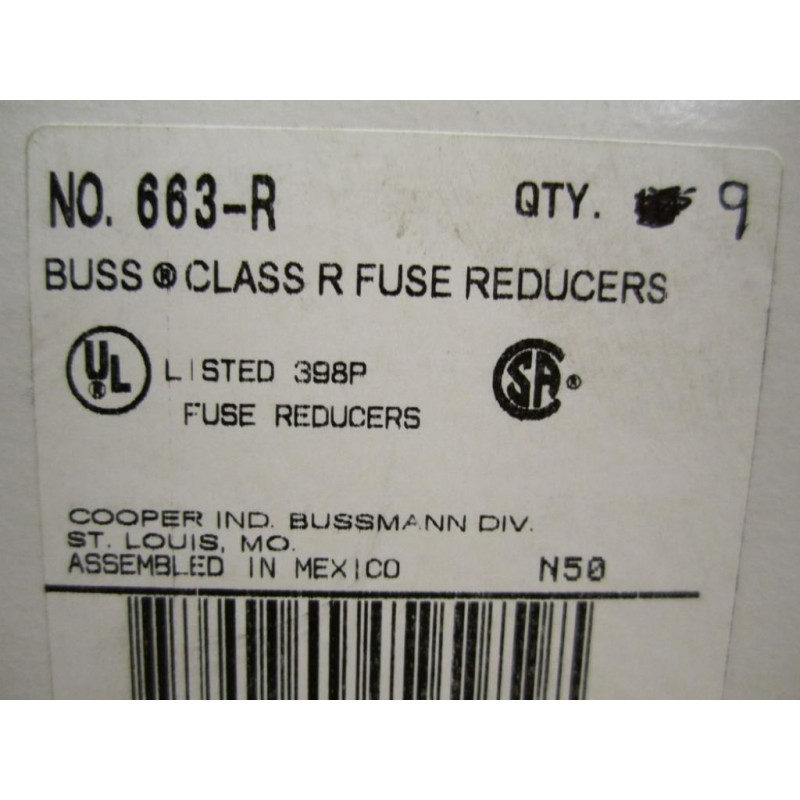 NO. 663-R QTY. 9
BUSS ® CLASS R FUSE REDUCERS
UL ® LISTED 398P SA ®
FUSE REDUCERS
COOPER IND. BUSSMANN DIV.
ST. LOUIS, MO.
ASSEMBLED IN MEXICO N50